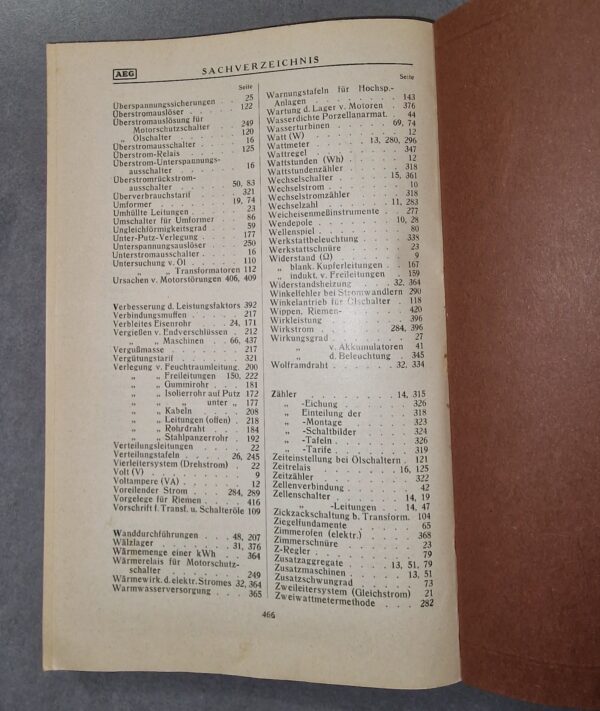 AEG
SACHVERZEICHNIS
Seite
Überspannungssicherungen . . 25
Überstromauslöser . . . . 122
Überstromauslösung für
Motorschutzschalter . . . 249
„ Ölschalter . . . . . 120
Überstromausschalter . . . . 16
Überstrom-Relais . . . . . 125
Überstrom-Unterspannungs-
ausschalter . . . . . . . 16
Überstromrückstrom-
ausschalter . . . . . . 50, 83
Überverbrauchstarif . . . . 321
Umformer . . . . . . . 19, 74
Umhüllte Leitungen . . . . 23
Umschalter für Umformer . . 86
Ungleichförmigkeitsgrad . . . 59
Unter-Putz-Verlegung . . . . 177
Unterspannungsauslöser . . . 250
Unterstromausschalter . . . . 16
Untersuchung v. Öl . . . . 110
„ „ Transformatoren 112
Ursachen v. Motorstörungen 406, 409
Verbesserung d. Leistungsfaktors 392
Verbindungsmuffen . . . . . 217
Verbleites Eisenrohr . . . 24, 171
Vergießen v. Endverschlüssen . 212
„ „ Maschinen . . 66, 437
Vergußmasse . . . . . . 217
Vergütungstarif . . . . . . 321
Verlegung v. Feuchtraumleitung. 200
„ „ Freileitungen 150, 222
„ „ Gummirohr . . . 181
„ „ Isolierrohr auf Putz 172
„ „ „ unter „ 177
„ „ Kabeln . . . . 208
„ „ Leitungen (offen) . 218
„ „ Rohrdraht . . . 184
„ „ Stahlpanzerrohr . . 192
Verteilungsleitungen . . . . 22
Verteilungstafeln . . . . 26, 245
Vierleitersystem (Drehstrom) . . 22
Volt (V) . . . . . . . . 9
Voltampere (VA) . . . . . 12
Voreilender Strom . . . 284, 289
Vorgelege für Riemen . . . . 416
Vorschrift f. Transf. u. Schalteröle 109
Wanddurchführungen . . . 48, 207
Wälzlager . . . . . . 31, 376
Wärmemenge einer kWh . . . 364
Wärmerelais für Motorschutz-
schalter . . . . . . . . 249
Wärmewirk. d. elektr. Stromes 32, 364
Warmwasserversorgung . . . 365
Seite
Warnungstafeln für Hochsp.-
Anlagen . . . . . . . 143
Wartung d. Lager v. Motoren . 376
Wasserdichte Porzellanarmat. . 44
Wasserturbinen . . . . . 69, 74
Watt (W) . . . . . . . . 12
Wattmeter . . . . . 13, 280, 296
Wattregel . . . . . . . . 347
Wattstunden (Wh) . . . . . 12
Wattstundenzähler . . . . . 318
Wechselschalter . . . . . 15, 361
Wechselstrom . . . . . . . 10
Wechselstromzähler . . . . . 318
Wechselzahl . . . . . . 11, 283
Weicheisenmeßinstrumente . . . 277
Wendepole . . . . . . . 10, 28
Wellenspiel . . . . . . . . 80
Werkstattbeleuchtung . . . . 338
Werkstattschnüre . . . . . . 23
Widerstand (Ω) . . . . . . 9
„ blank. Kupferleitungen . . 167
„ indukt. v. Freileitungen . . 159
Widerstandsheizung . . . . 32, 364
Winkelfehler bei Stromwandlern 290
Winkelantrieb für Ölschalter . . 118
Wippen, Riemen- . . . . . 420
Wirkleistung . . . . . . . 396
Wirkstrom . . . . . . 284, 396
Wirkungsgrad . . . . . . . 27
„ v. Akkumulatoren 41
„ d. Beleuchtung . 345
Wolframdraht . . . . . 32, 334
Zähler . . . . . . . . 14, 315
„ -Eichung . . . . . . 326
„ Einteilung der . . . . 318
„ -Montage . . . . . . 323
„ -Schaltbilder . . . . . 324
„ -Tafeln . . . . . . . 326
„ -Tarife . . . . . . . 319
Zeiteinstellung bei Ölschaltern . 121
Zeitrelais . . . . . . . 16, 125
Zeitzähler . . . . . . . . 322
Zellenverbindung . . . . . . 42
Zellenschalter . . . . . . 14, 19
„ -Leitungen . . . 14, 47
Zickzackschaltung b. Transform. 104
Ziegelfundamente . . . . . 65
Zimmerofen (elektr.) . . . . . 368
Zimmerschnüre . . . . . . 23
Z-Regler . . . . . . . . . 79
Zusatzaggregate . . . . 13, 51, 79
Zusatzmaschinen . . . . . 13, 51
Zusatzschwungrad . . . . . 73
Zweileitersystem (Gleichstrom) . 21
Zweiwattmetermethode . . . 282
466